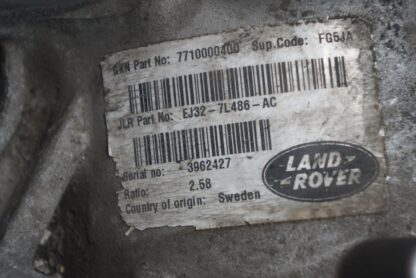 GKN Part No: 7710000400 Sup.Code: FG5JA
JLR Part No: EJ32-7L486-AC
Serial no: 3962427
Ratio: 2.58
Country of origin: Sweden
LAND
ROVER